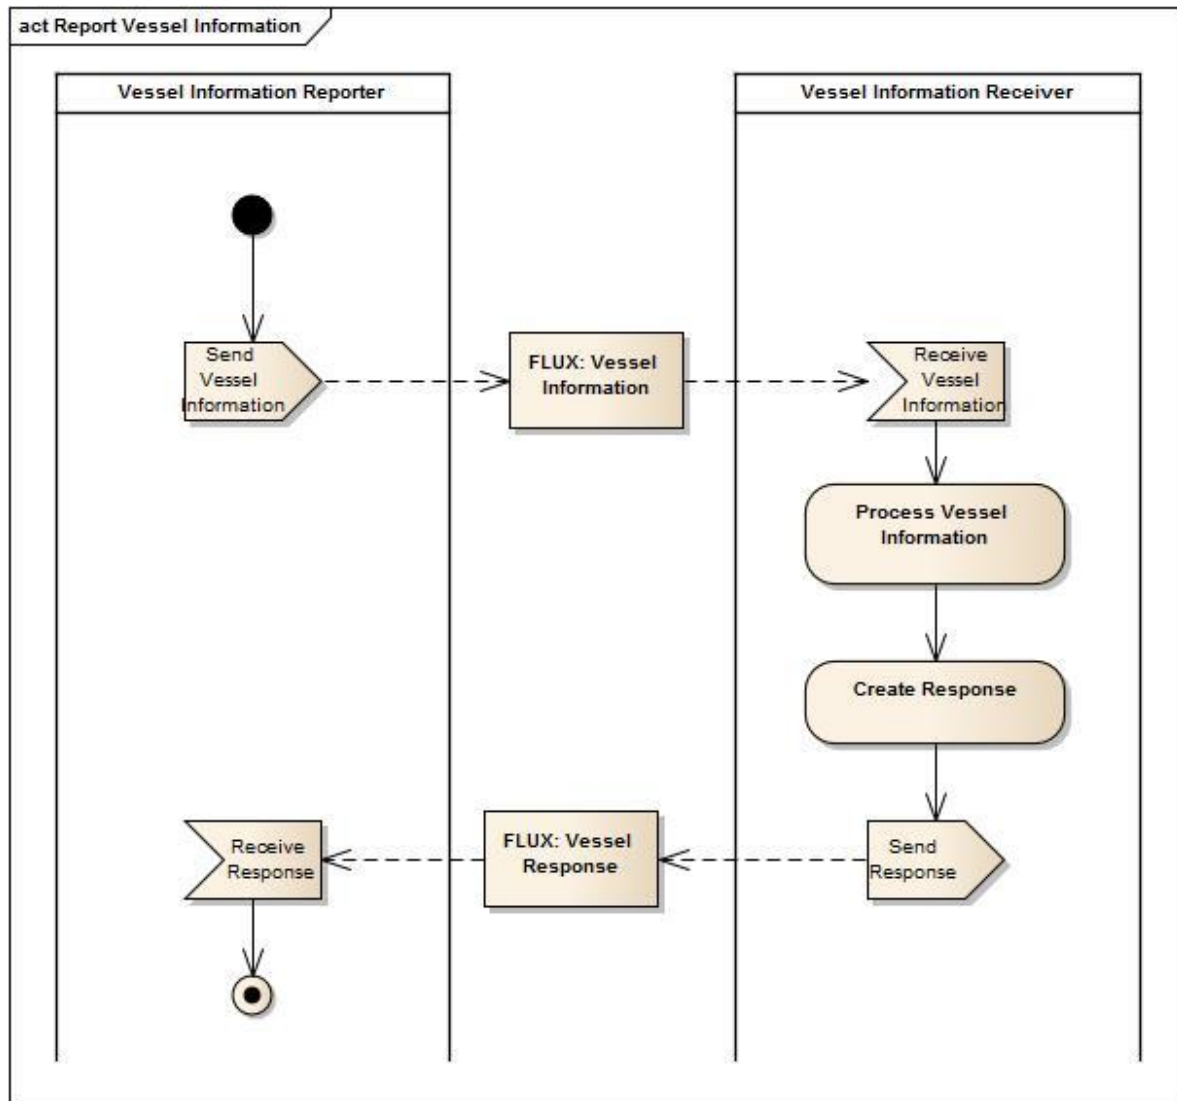 act Report Vessel Information
Vessel Information Reporter
Vessel Information Receiver
Send
Vessel
Information
FLUX: Vessel
Information
Receive
Vessel
Information
Process Vessel
Information
Create Response
Send
Response
FLUX: Vessel
Response
Receive
Response